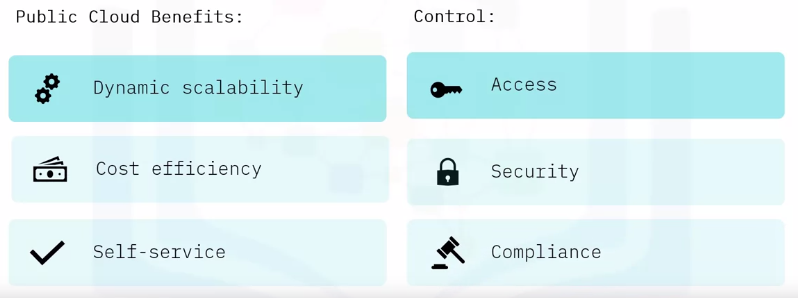 Public Cloud Benefits:
Dynamic scalability
Cost efficiency
Self-service
Control:
Access
Security
Compliance